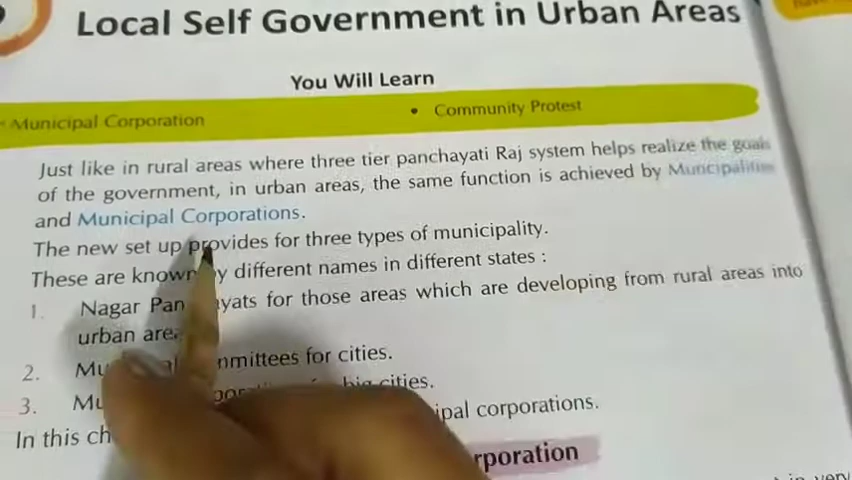 Local Self Government in Urban Areas
You Will Learn
Municipal Corporation
• Community Protest
Just like in rural areas where three tier panchayati Raj system helps realize the goals
of the government, in urban areas, the same function is achieved by Muncipalities
and Municipal Corporations.
The new set up provides for three types of municipality.
These are known by different names in different states :
1. Nagar Pan yats for those areas which are developing from rural areas into
urban are
2. Mu al mmittees for cities.
3. Mu big cities.
In this ch ipal corporations.
rporation